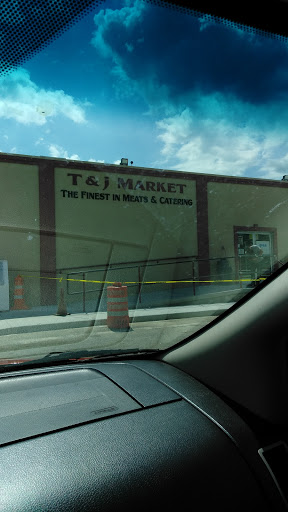 T & J MARKET
THE FINEST IN MEATS & CATERING